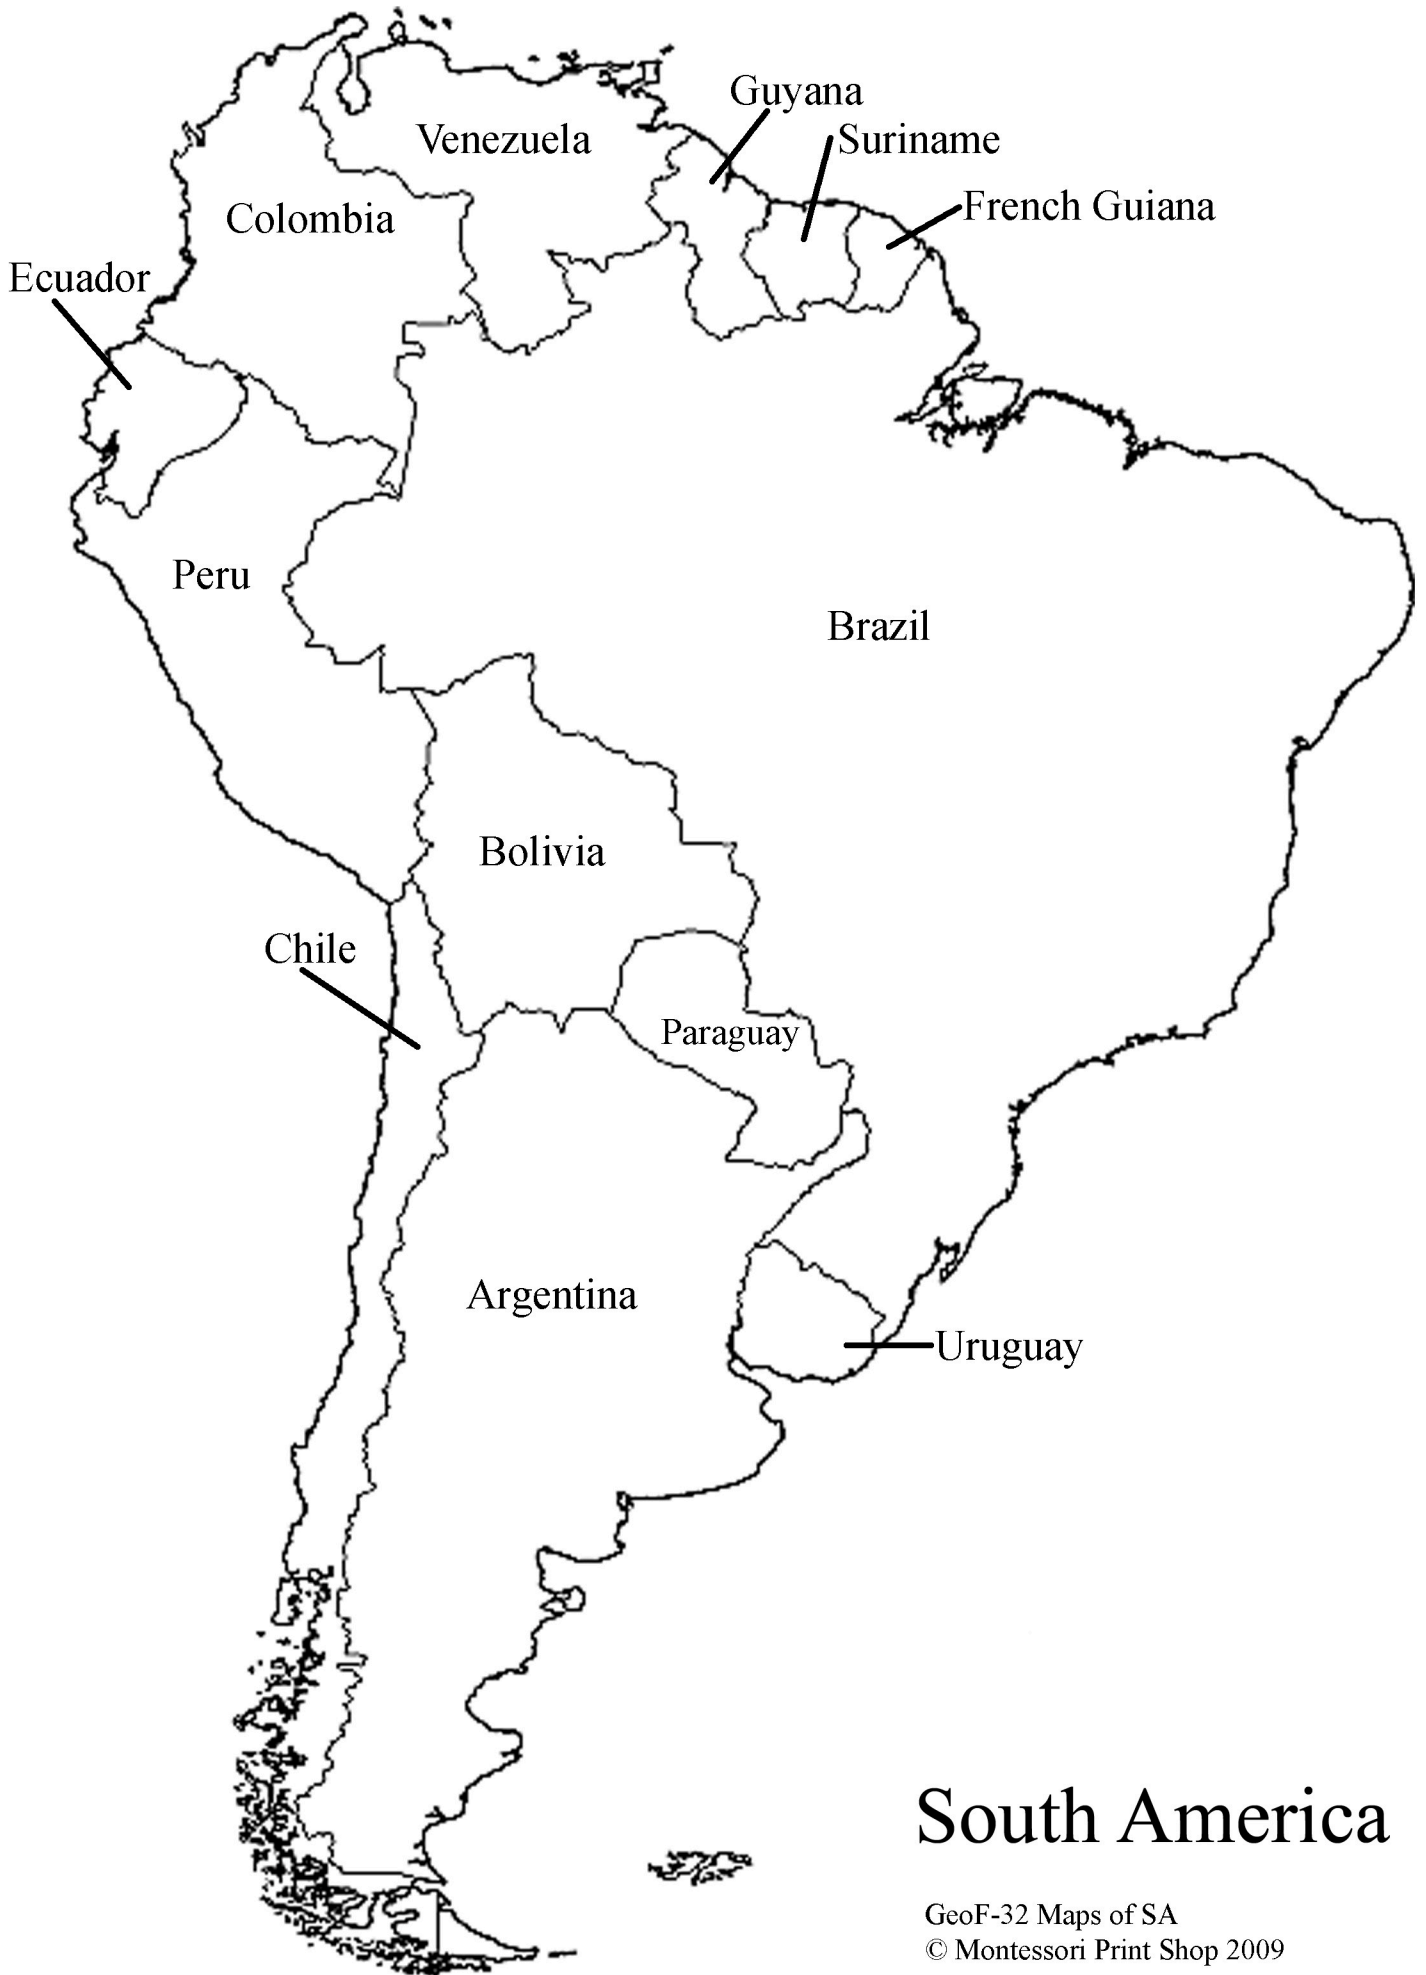 Guyana
Venezuela
Suriname
Colombia
French Guiana
Ecuador
Peru
Brazil
Bolivia
Chile
Paraguay
Argentina
Uruguay
South America
GeoF-32 Maps of SA
© Montessori Print Shop 2009